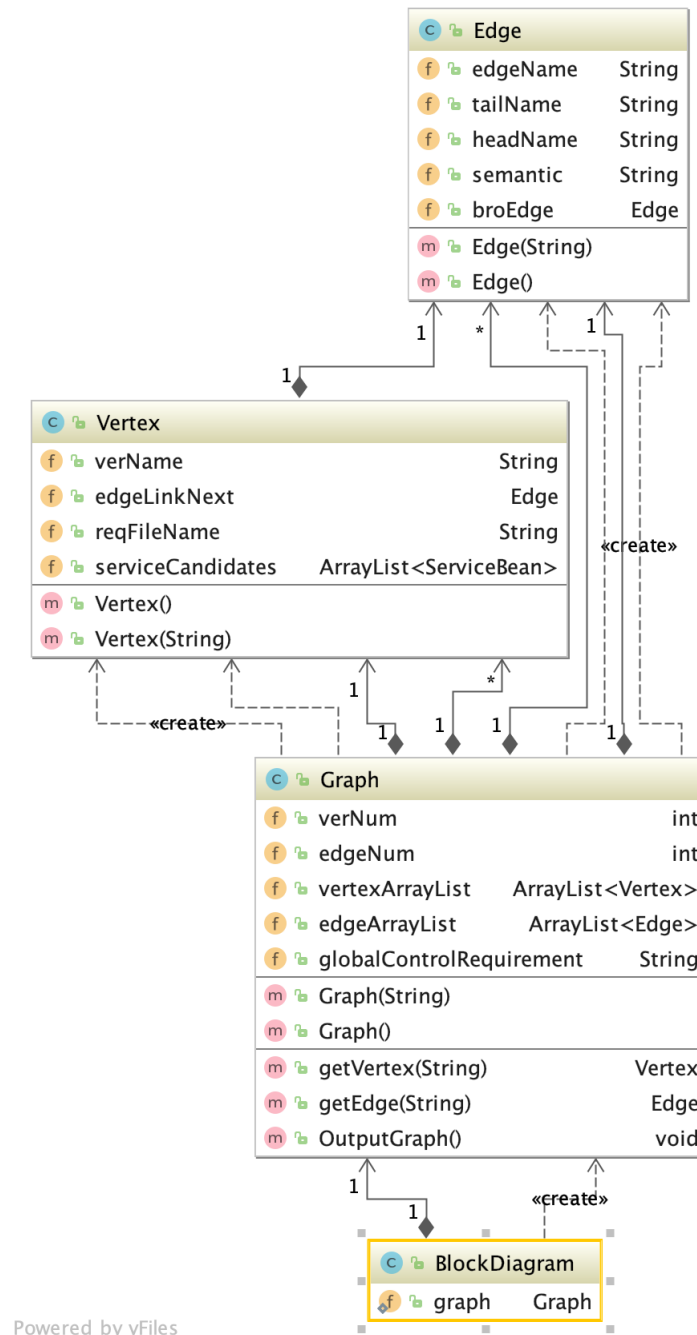 C Edge
f edgeName String
f tailName String
f headName String
f semantic String
f broEdge Edge
m Edge(String)
m Edge()
1 * 1
1
C Vertex
f verName String
f edgeLinkNext Edge
f reqFileName String
f serviceCandidates ArrayList<ServiceBean>
«create»
m Vertex()
m Vertex(String)
1 *
«create» 1 1 1 1
C Graph
f verNum int
f edgeNum int
f vertexArrayList ArrayList<Vertex>
f edgeArrayList ArrayList<Edge>
f globalControlRequirement String
m Graph(String)
m Graph()
m getVertex(String) Vertex
m getEdge(String) Edge
m OutputGraph() void
1
1 «create»
C BlockDiagram
f graph Graph
Powered by yFiles